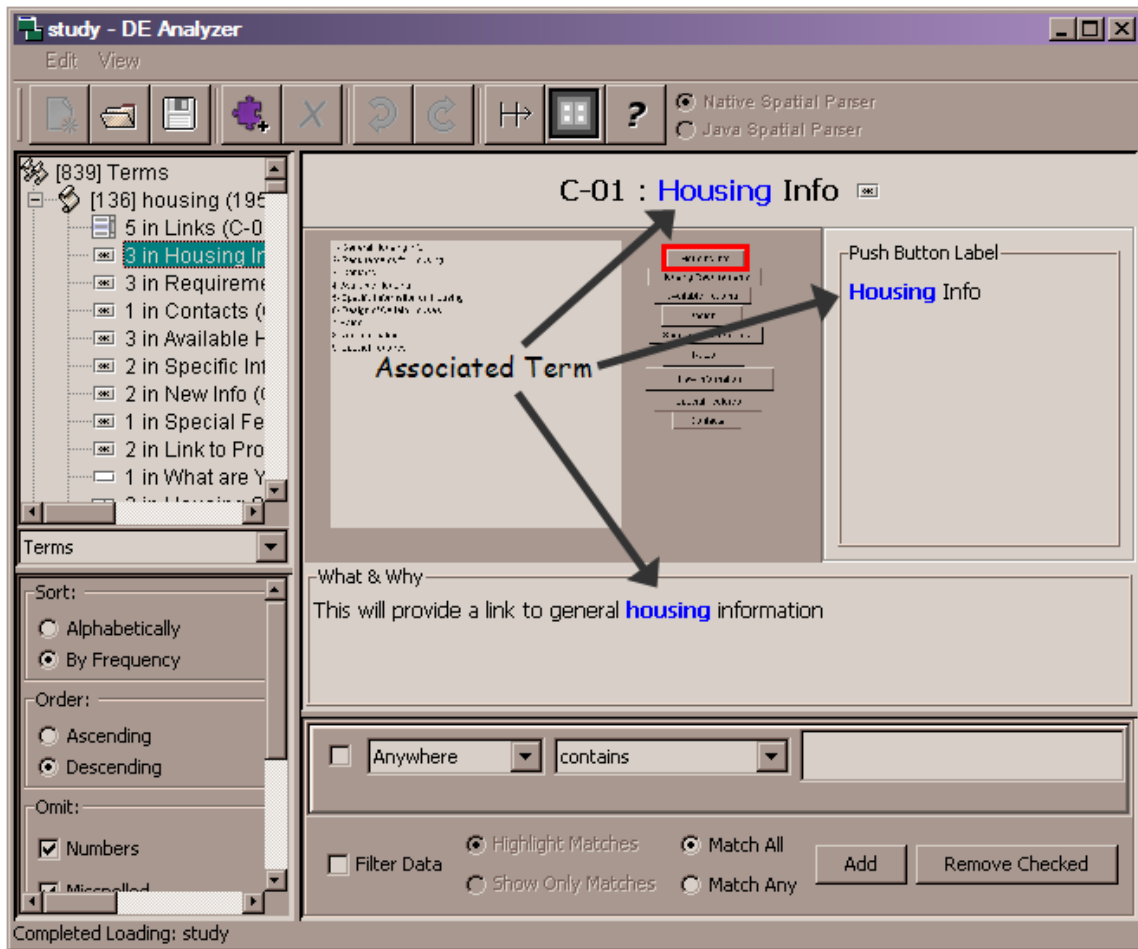 study - DE Analyzer
Edit View
? Native Spatial Parser
Java Spatial Parser
[839] Terms
[136] housing (195
5 in Links (C-0
3 in Housing In
3 in Requireme
1 in Contacts (
3 in Available H
2 in Specific Inf
2 in New Info (
1 in Special Fe
2 in Link to Pro
1 in What are Y
Terms
Sort:
Alphabetically
By Frequency
Order:
Ascending
Descending
Omit:
Numbers
Misspelled
C-01 : Housing Info
Associated Term
Push Button Label
Housing Info
What & Why
This will provide a link to general housing information
Anywhere contains
Filter Data
Highlight Matches
Show Only Matches
Match All
Match Any
Add
Remove Checked
Completed Loading: study